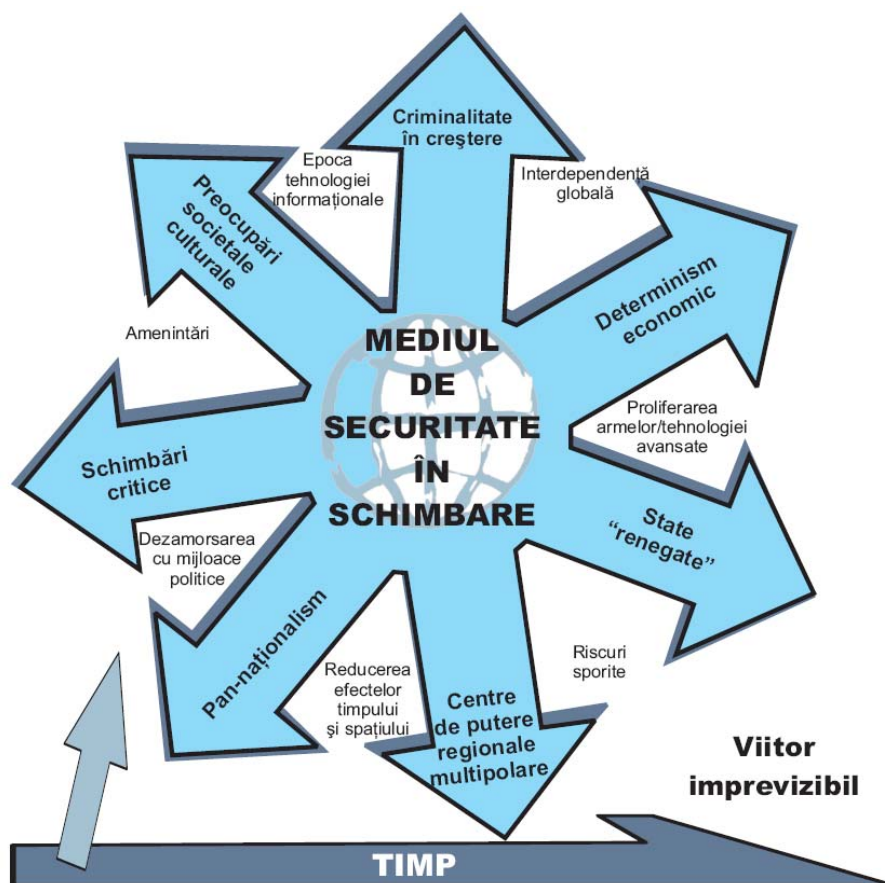 Criminalitate
în creştere
Epoca
tehnologiei
informaţionale
Interdependenţă
globală
Preocupări
societale
culturale
Determinism
economic
Amenintări
MEDIUL
DE
SECURITATE
ÎN
SCHIMBARE
Proliferarea
armelor/tehnologiei
avansate
Schimbări
critice
State
“renegate”
Dezamorsarea
cu mijloace
politice
Pan-naţionalism
Reducerea
efectelor
timpului
şi spaţiului
Centre
de putere
regionale
multipolare
Riscuri
sporite
Viitor
imprevizibil
TIMP